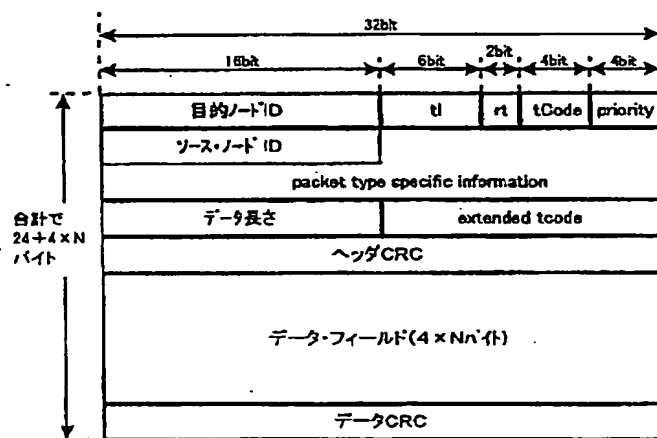 32bit
16bit 6bit 2bit 4bit 4bit
目的ノードID tl rt tCode priority
ソース・ノードID
packet type specific information
データ長さ extended tcode
ヘッダCRC
合計で
24+4×N
バイト
データ・フィールド(4×Nバイト)
データCRC